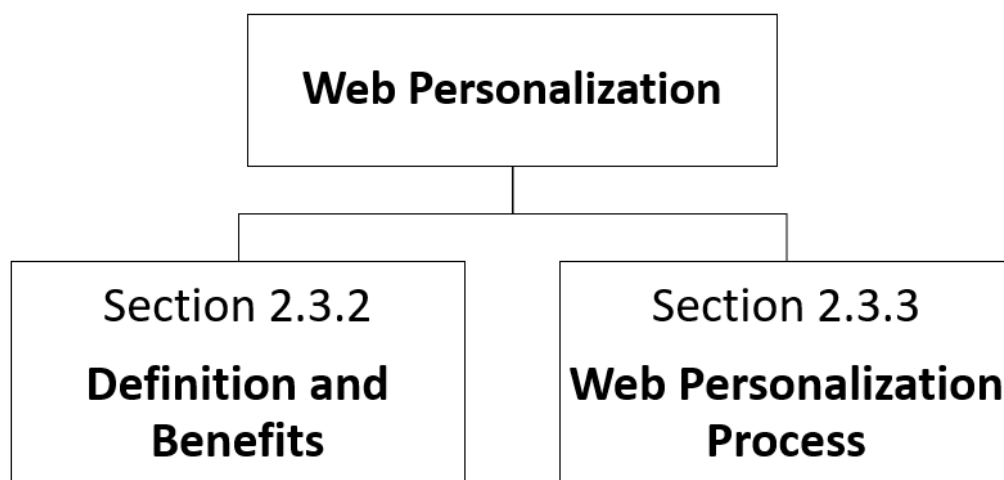 Web Personalization
Section 2.3.2
Definition and
Benefits
Section 2.3.3
Web Personalization
Process